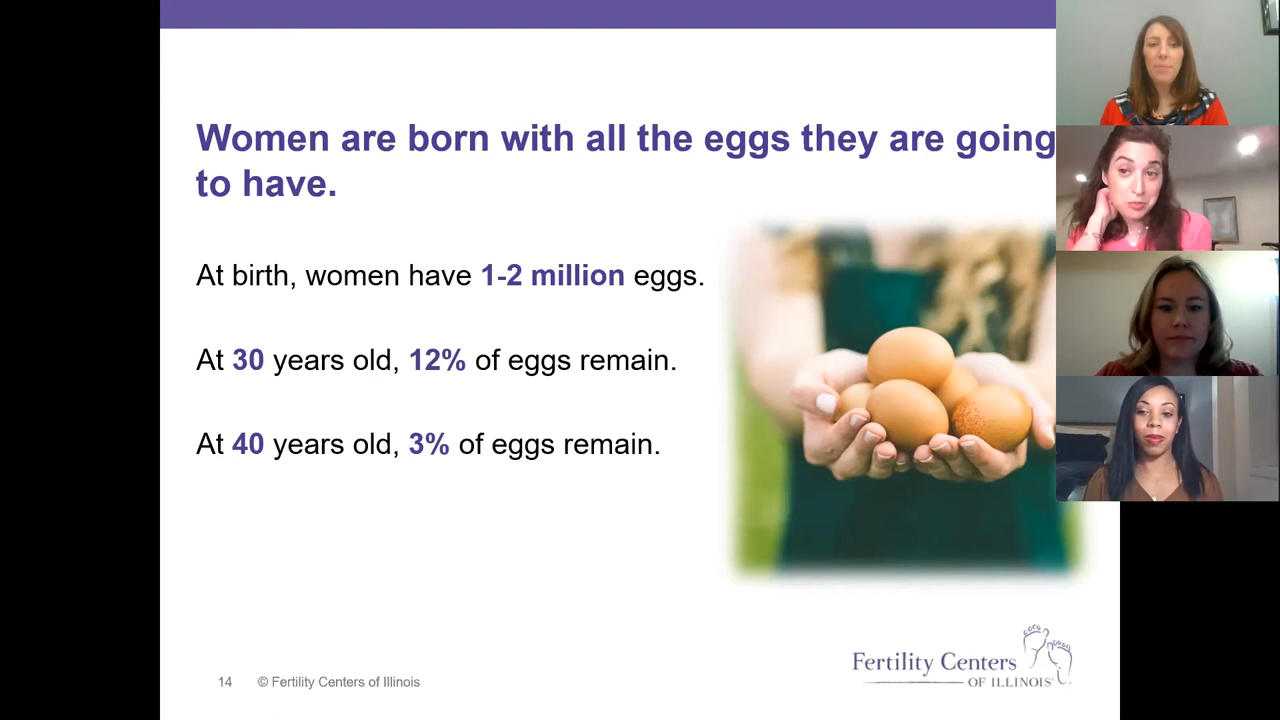 Women are born with all the eggs they are going
to have.
At birth, women have 1-2 million eggs.
At 30 years old, 12% of eggs remain.
At 40 years old, 3% of eggs remain.
14 © Fertility Centers of Illinois
Fertility Centers
OF ILLINOIS